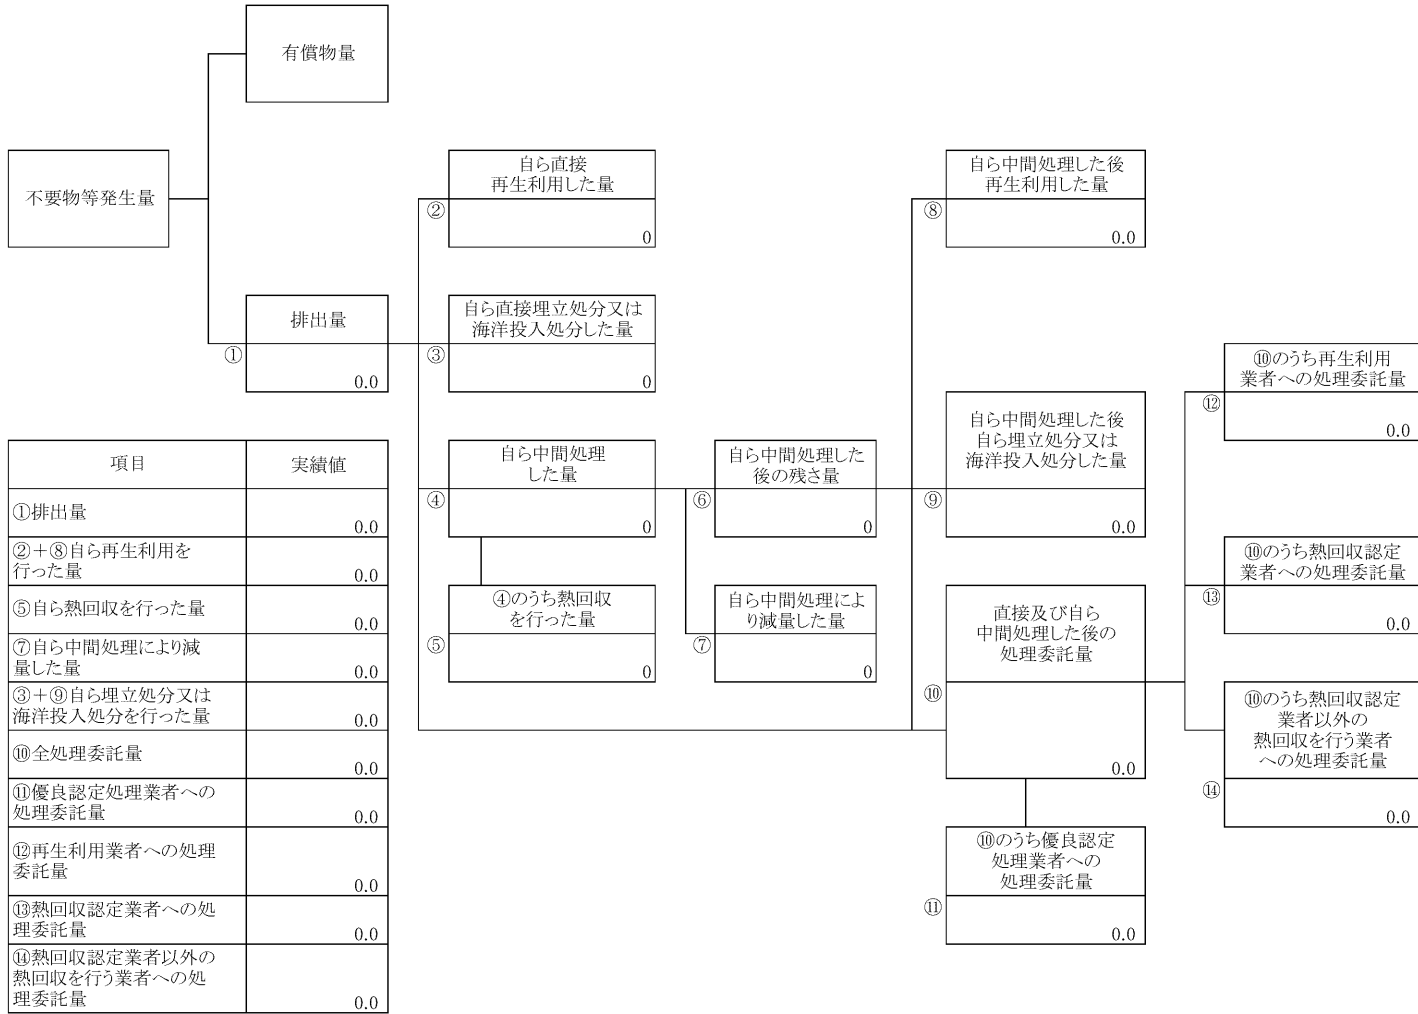 有償物量
不要物等発生量
排出量
①
0.0
自ら直接
再生利用した量
②
0
自ら直接埋立処分又は
海洋投入処分した量
③
0
自ら中間処理
した量
④
0
④のうち熱回収
を行った量
⑤
0
自ら中間処理した
後の残さ量
⑥
0
自ら中間処理によ
り減量した量
⑦
0
自ら中間処理した後
再生利用した量
⑧
0.0
自ら中間処理した後
自ら埋立処分又は
海洋投入処分した量
⑨
0.0
直接及び自ら
中間処理した後の
処理委託量
⑩
0.0
⑩のうち優良認定
処理業者への
処理委託量
⑪
0.0
⑩のうち再生利用
業者への処理委託量
⑫
0.0
⑩のうち熱回収認定
業者への処理委託量
⑬
0.0
⑩のうち熱回収認定
業者以外の
熱回収を行う業者
への処理委託量
⑭
0.0
項目 実績値
①排出量
0.0
②＋⑧自ら再生利用を
行った量
0.0
⑤自ら熱回収を行った量
0.0
⑦自ら中間処理により減
量した量
0.0
③＋⑨自ら埋立処分又は
海洋投入処分を行った量
0.0
⑩全処理委託量
0.0
⑪優良認定処理業者への
処理委託量
0.0
⑫再生利用業者への処理
委託量
0.0
⑬熱回収認定業者への処
理委託量
0.0
⑭熱回収認定業者以外の
熱回収を行う業者への処
理委託量
0.0